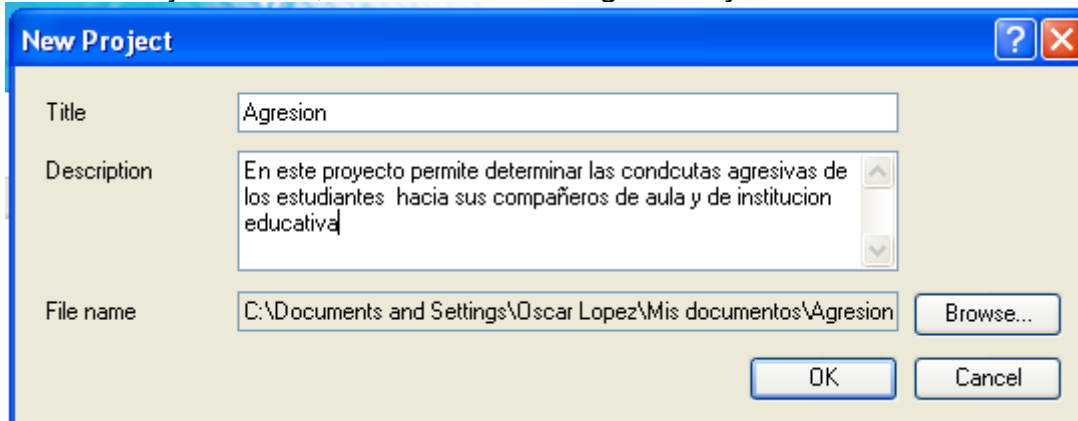 New Project
Title
Agresion
Description
En este proyecto permite determinar las condcutas agresivas de
los estudiantes  hacia sus compañeros de aula y de institucion
educativa
File name
C:\Documents and Settings\Oscar Lopez\Mis documentos\Agresion
Browse...
OK
Cancel